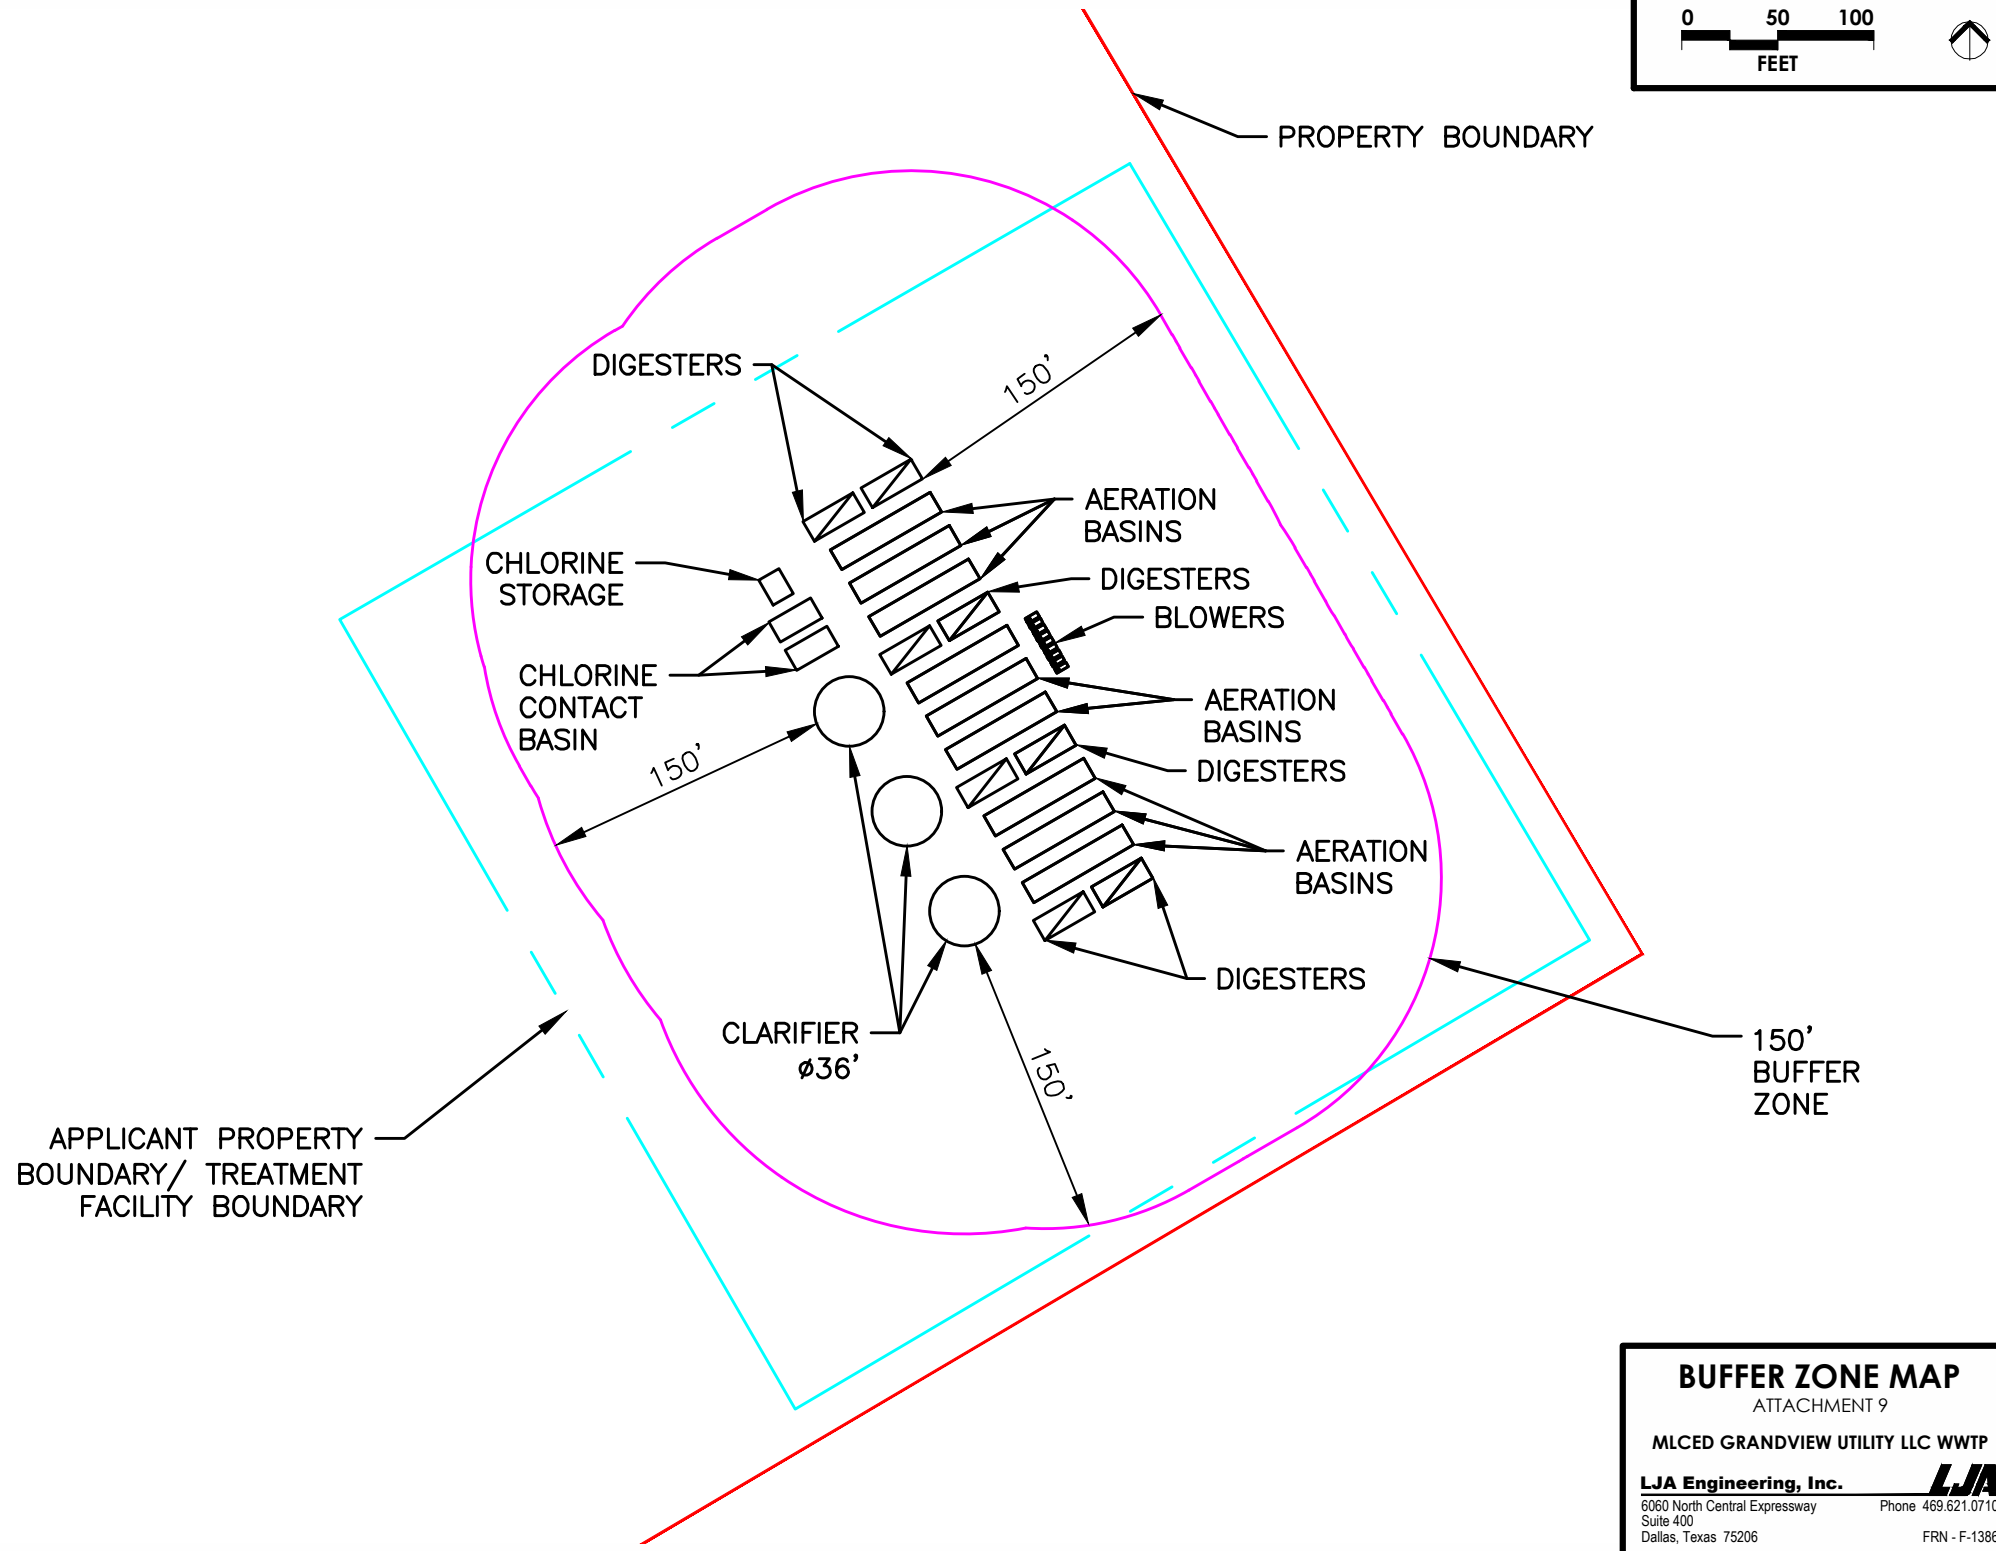 0 50 100
FEET
PROPERTY BOUNDARY
DIGESTERS
150'
AERATION
BASINS
CHLORINE
STORAGE
DIGESTERS
BLOWERS
CHLORINE
CONTACT
BASIN
AERATION
BASINS
150'
DIGESTERS
AERATION
BASINS
DIGESTERS
CLARIFIER
ø36'
150'
150'
BUFFER
ZONE
APPLICANT PROPERTY
BOUNDARY/ TREATMENT
FACILITY BOUNDARY
BUFFER ZONE MAP
ATTACHMENT 9
MLCED GRANDVIEW UTILITY LLC WWTP
LJA Engineering, Inc.
LJA
6060 North Central Expressway
Phone 469.621.0710
Suite 400
Dallas, Texas 75206
FRN - F-1386